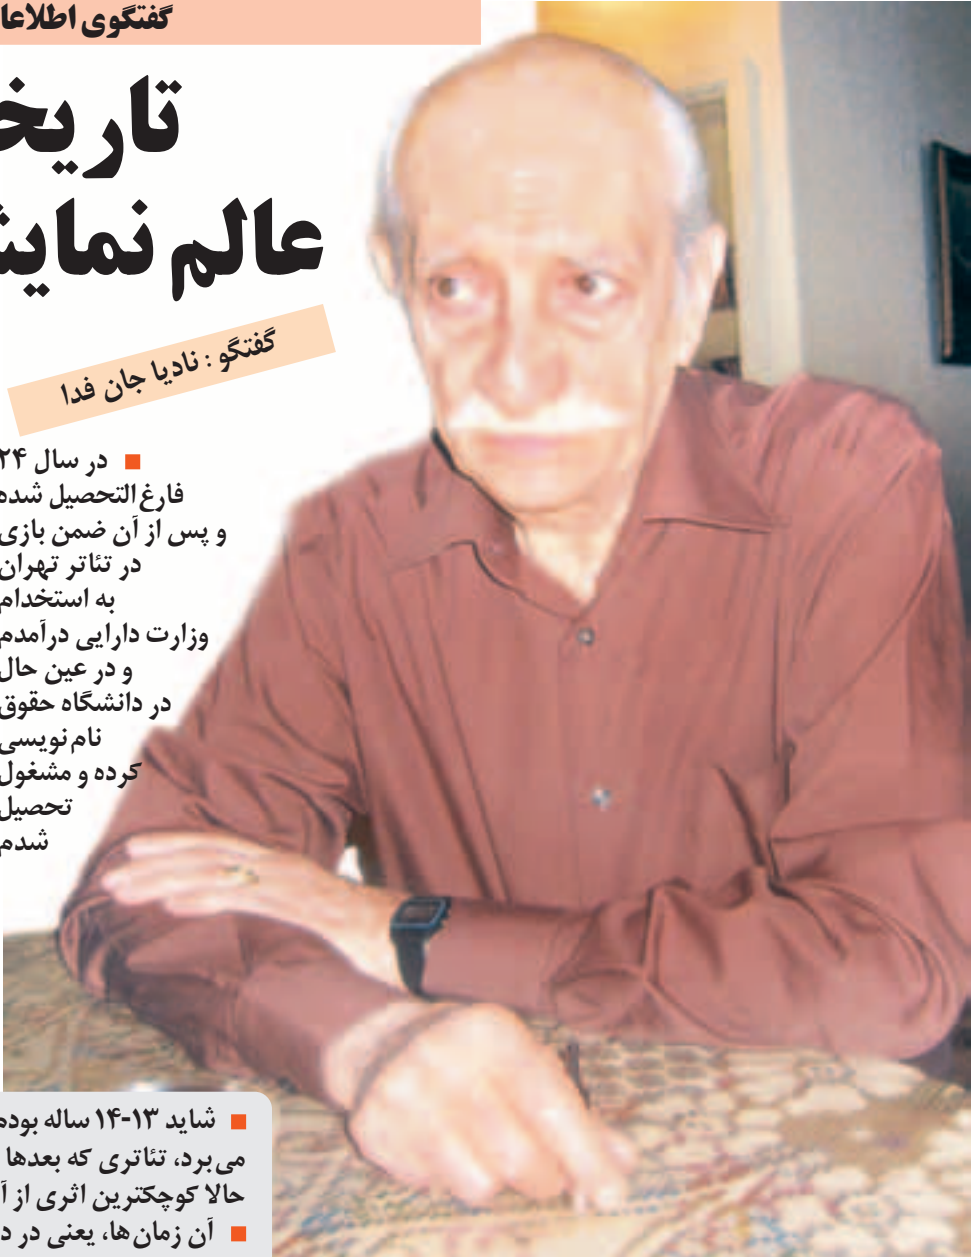 گفتگوی اطلاعا
تاریخ
عالم نمایش
گفتگو : نادیا جان فدا
■ در سال ۲۴
فارغ‌التحصیل شده
و پس از آن ضمن بازی
در تئاتر تهران
به استخدام
وزارت دارایی درآمدم
و در عین حال
در دانشگاه حقوق
نام‌نویسی
کرده و مشغول
تحصیل
شدم
■ شاید ۱۳-۱۴ ساله بودم
می‌برد، تئاتری که بعدها
حالا کوچکترین اثری از آ
■ آن زمان‌ها، یعنی در د